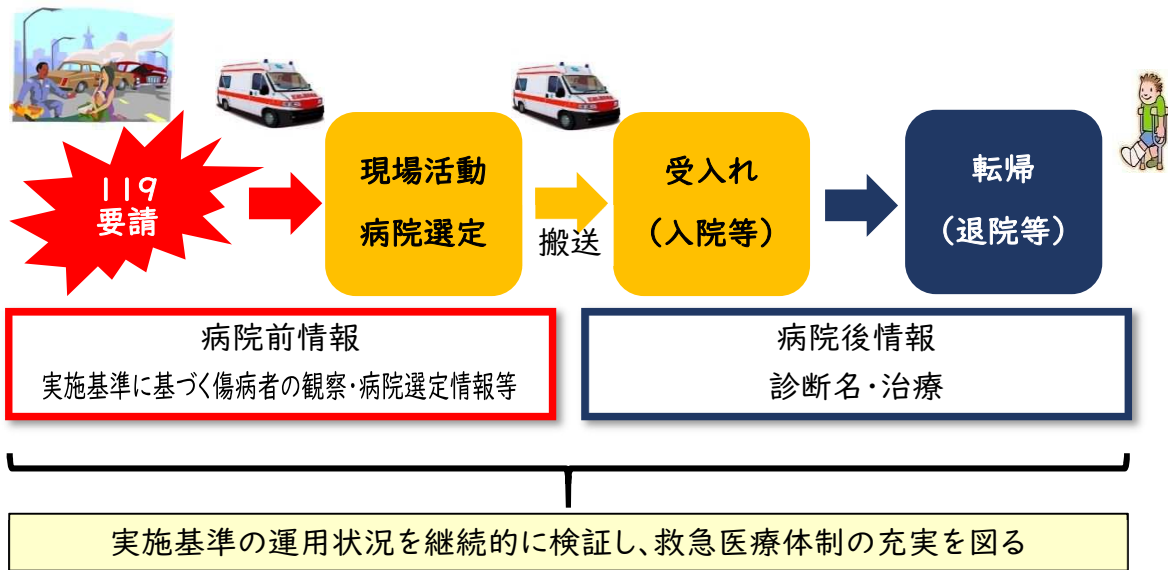 119
要請
現場活動
病院選定
搬送
受入れ
(入院等)
転帰
(退院等)
病院前情報
実施基準に基づく傷病者の観察・病院選定情報等
病院後情報
診断名・治療
実施基準の運用状況を継続的に検証し、救急医療体制の充実を図る